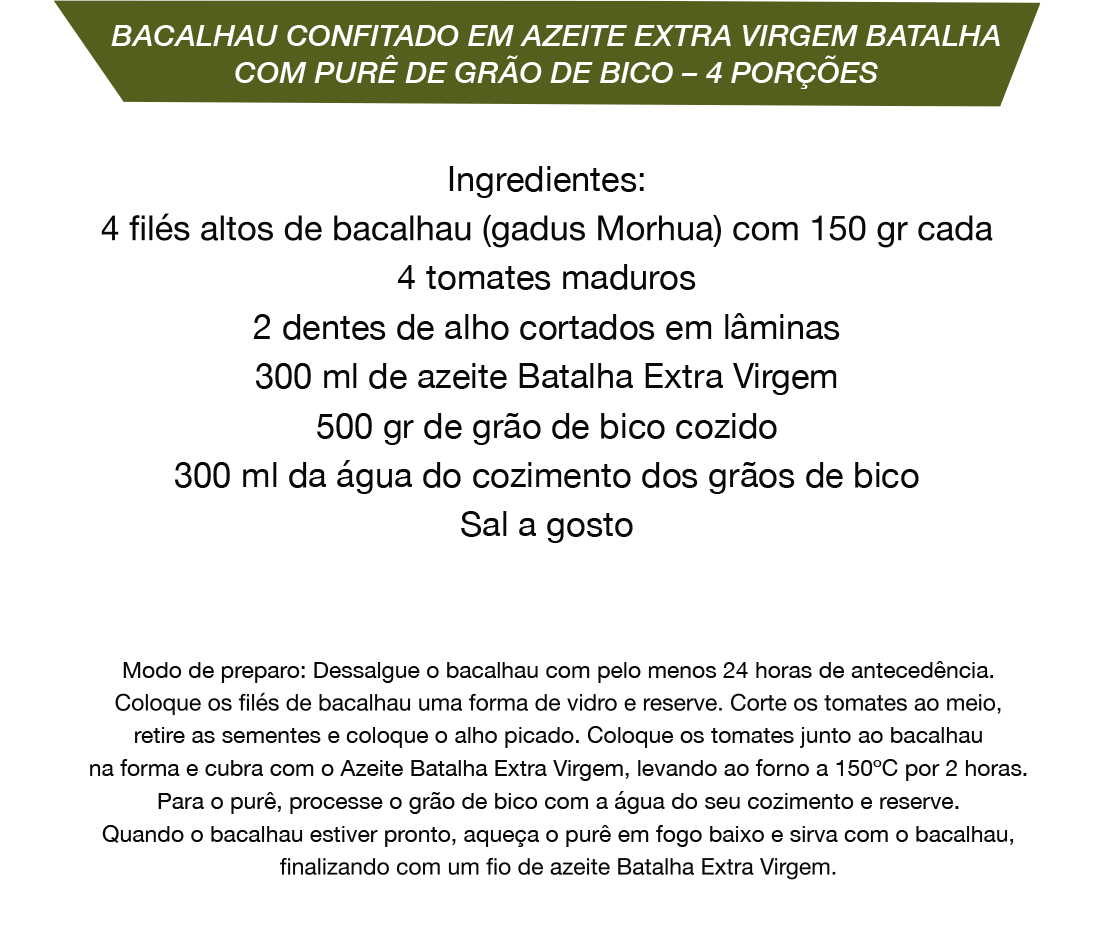 BACALHAU CONFITADO EM AZEITE EXTRA VIRGEM BATALHA
COM PURÊ DE GRÃO DE BICO – 4 PORÇÕES
Ingredientes:
4 filés altos de bacalhau (gadus Morhua) com 150 gr cada
4 tomates maduros
2 dentes de alho cortados em lâminas
300 ml de azeite Batalha Extra Virgem
500 gr de grão de bico cozido
300 ml da água do cozimento dos grãos de bico
Sal a gosto
Modo de preparo: Dessalgue o bacalhau com pelo menos 24 horas de antecedência.
Coloque os filés de bacalhau uma forma de vidro e reserve. Corte os tomates ao meio,
retire as sementes e coloque o alho picado. Coloque os tomates junto ao bacalhau
na forma e cubra com o Azeite Batalha Extra Virgem, levando ao forno a 150ºC por 2 horas.
Para o purê, processe o grão de bico com a água do seu cozimento e reserve.
Quando o bacalhau estiver pronto, aqueça o purê em fogo baixo e sirva com o bacalhau,
finalizando com um fio de azeite Batalha Extra Virgem.